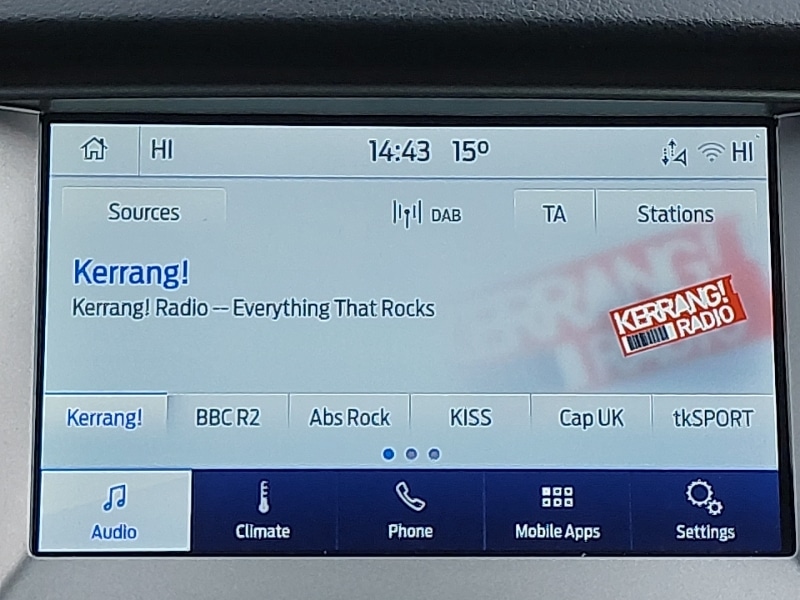 HI 14:43 15º HI
Sources DAB TA Stations
Kerrang!
Kerrang! Radio -- Everything That Rocks
KERRANG!
RADIO
Kerrang! BBC R2 Abs Rock KISS Cap UK tkSPORT
Audio Climate Phone Mobile Apps Settings